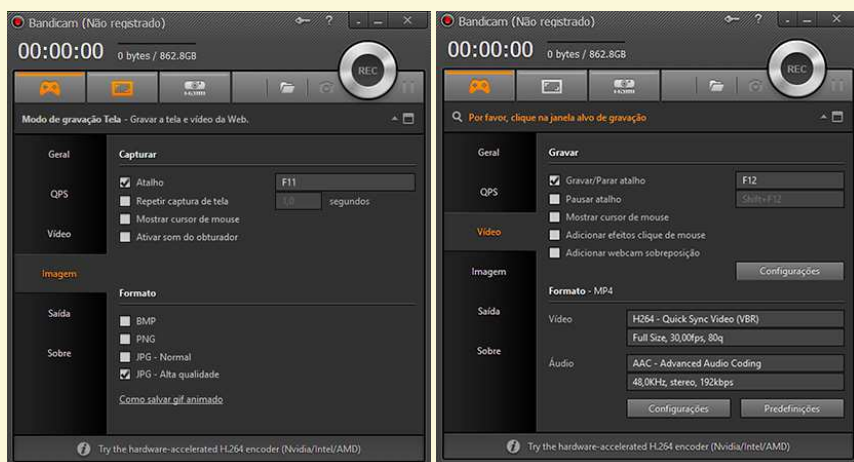 Bandicam (Não registrado)
00:00:00
0 bytes / 862.8GB
REC
HDMI
Modo de gravação Tela - Gravar a tela e vídeo da Web.
Geral
QPS
Vídeo
Imagem
Saída
Sobre
Capturar
Atalho
F11
Repetir captura de tela
1,0
segundos
Mostrar cursor de mouse
Ativar som do obturador
Formato
BMP
PNG
JPG - Normal
JPG - Alta qualidade
Como salvar gif animado
Try the hardware-accelerated H.264 encoder (Nvidia/Intel/AMD)
Bandicam (Não registrado)
00:00:00
0 bytes / 862.8GB
REC
HDMI
Por favor, clique na janela alvo de gravação
Geral
QPS
Vídeo
Imagem
Saída
Sobre
Gravar
Gravar/Parar atalho
F12
Pausar atalho
Shift+F12
Mostrar cursor de mouse
Adicionar efeitos clique de mouse
Adicionar webcam sobreposição
Configurações
Formato - MP4
Vídeo
H264 - Quick Sync Video (VBR)
Full Size, 30,00fps, 80q
Áudio
AAC - Advanced Audio Coding
48,0KHz, stereo, 192kbps
Configurações
Predefinições
Try the hardware-accelerated H.264 encoder (Nvidia/Intel/AMD)